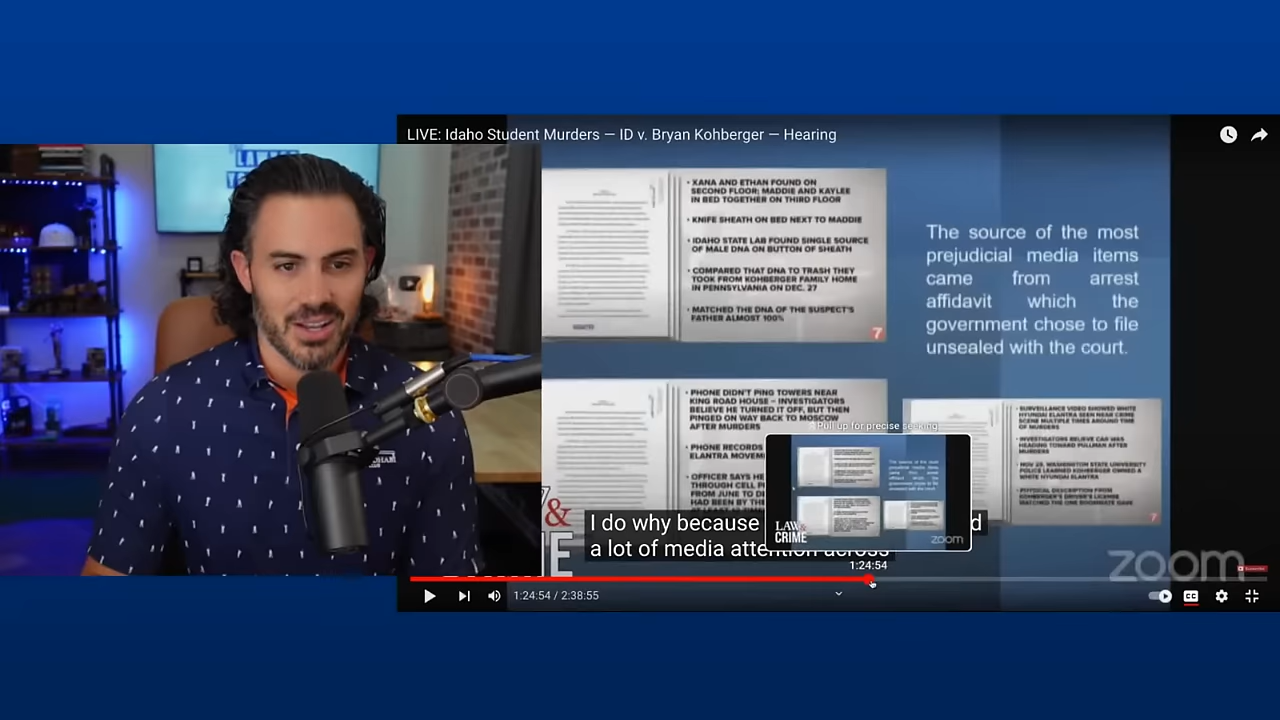 LIVE: Idaho Student Murders — ID v. Bryan Kohberger — Hearing
• XANA AND ETHAN FOUND ON
SECOND FLOOR; MADDIE AND KAYLEE
IN BED TOGETHER ON THIRD FLOOR
• KNIFE SHEATH ON BED NEXT TO MADDIE
• IDAHO STATE LAB FOUND SINGLE SOURCE
OF MALE DNA ON BUTTON OF SHEATH
• COMPARED THAT DNA TO TRASH THEY
TOOK FROM KOHBERGER FAMILY HOME
IN PENNSYLVANIA ON DEC. 27
• MATCHED THE DNA OF THE SUSPECT'S
FATHER ALMOST 100%
7
The source of the most
prejudicial media items
came from arrest
affidavit which the
government chose to file
unsealed with the court.
• PHONE DIDN'T PING TOWERS NEAR
KING ROAD HOUSE – INVESTIGATORS
BELIEVE HE TURNED IT OFF, BUT THEN
PINGED ON WAY BACK TO MOSCOW
AFTER MURDERS
• PHONE RECORDS
ELANTRA MOVEM
• OFFICER SAYS HE
THROUGH CELL P
FROM JUNE TO DE
HAD BEEN BY THE
• SURVEILLANCE VIDEO SHOWED WHITE
HYUNDAI ELANTRA SEEN NEAR CRIME
SCENE MULTIPLE TIMES AROUND TIME
OF MURDERS
• INVESTIGATORS BELIEVE CAR WAS
HEADING TOWARD PULLMAN AFTER
MURDERS
• NOV 25, WASHINGTON STATE UNIVERSITY
POLICE LEARNED KOHBERGER OWNED A
WHITE HYUNDAI ELANTRA
• PHYSICAL DESCRIPTION FROM
KOHBERGER'S DRIVER'S LICENSE
MATCHED THE ONE ROOMMATE GAVE
7
Pull up for precise seeking
LAW&
CRIME
zoom
I do why because d
a lot of media attention across
zoom
1:24:54
1:24:54 / 2:38:55
CC